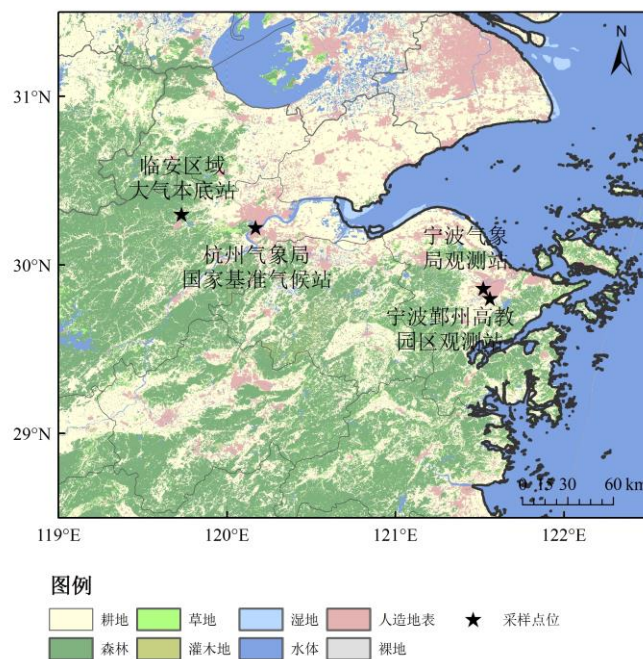 N
31°N
临安区域
大气本底站
宁波气象
局观测站
杭州气象局
国家基准气候站
30°N
宁波鄞州高教
园区观测站
29°N
0 15 30 60 km
119°E 120°E 121°E 122°E
图例
耕地 草地 湿地 人造地表 采样点位
森林 灌木地 水体 裸地